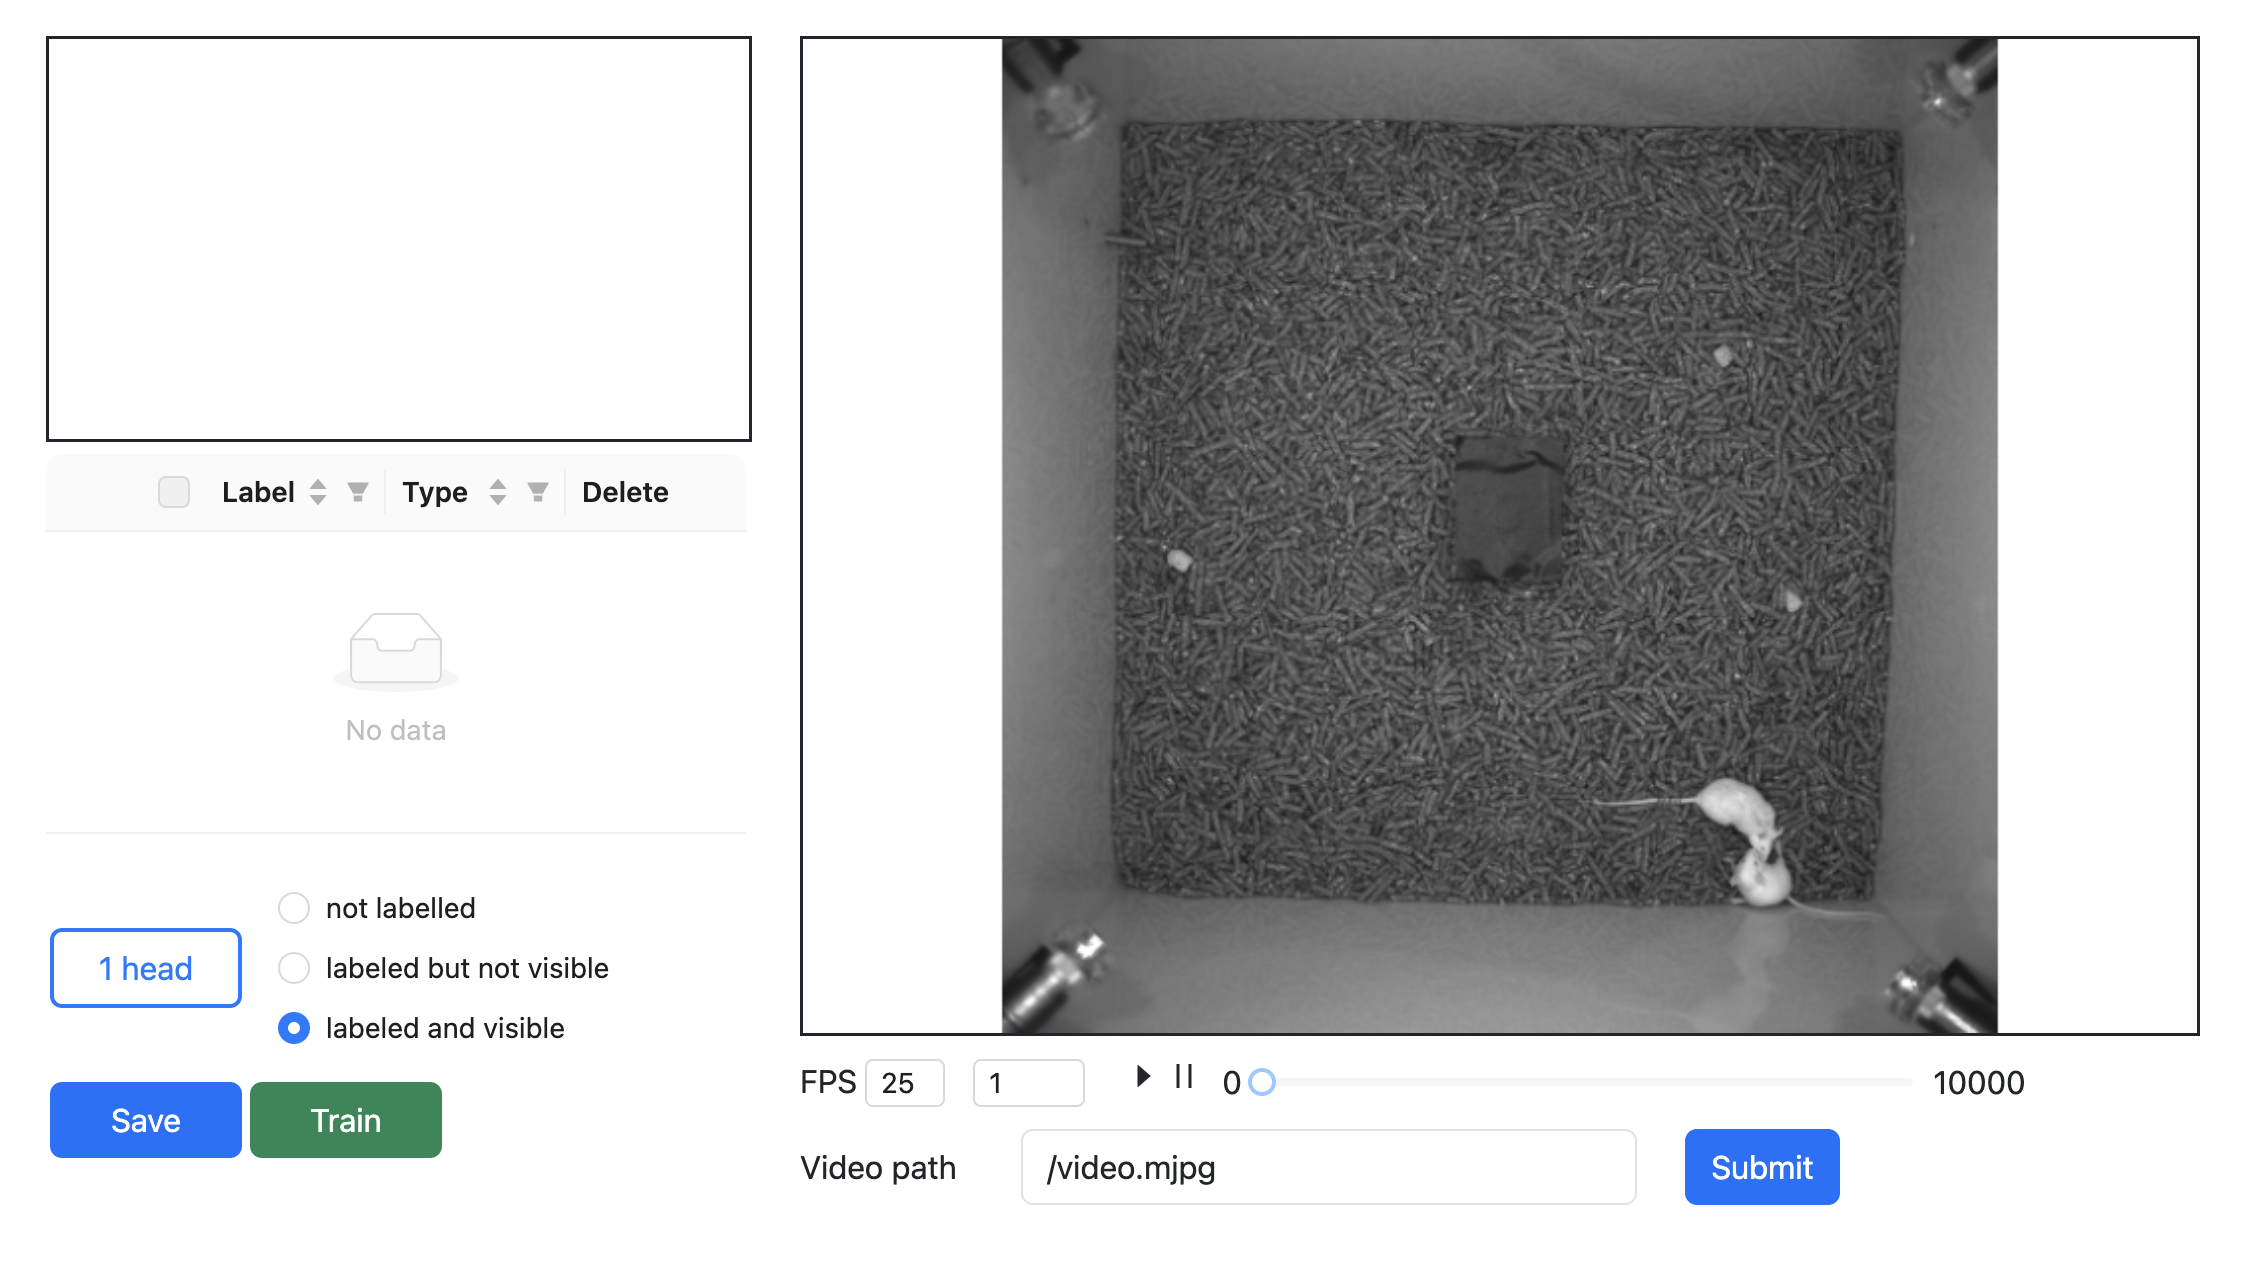 Label Type Delete
No data
1 head
not labelled
labeled but not visible
labeled and visible
Save Train
FPS 25 1 0 10000
Video path /video.mjpg Submit